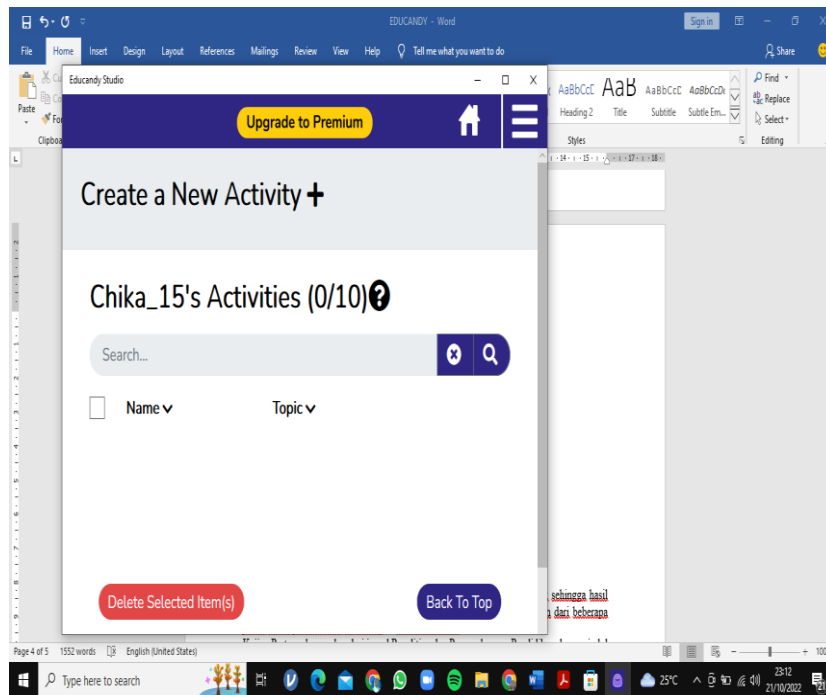 EDUCANDY - Word
Sign in
File Home Insert Design Layout References Mailings Review View Help Tell me what you want to do Share
Educandy Studio
Paste
Clipboa
AaBbCcC AaB AaBbCcC AaBbCcDc
Heading 2 Title Subtitle Subtle Em...
Styles
Find
Replace
Select
Editing
Upgrade to Premium
Create a New Activity +
Chika_15's Activities (0/10)
Search...
Name Topic
Delete Selected Item(s) Back To Top
sehingga hasil
dari beberapa
Page 4 of 5 1552 words English (United States) 100
Type here to search 25°C 23:12
21/10/2022